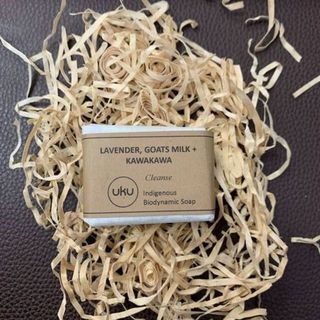 LAVENDER, GOATS MILK +
KAWAKAWA
Cleanse
uku
Indigenous
Biodynamic Soap